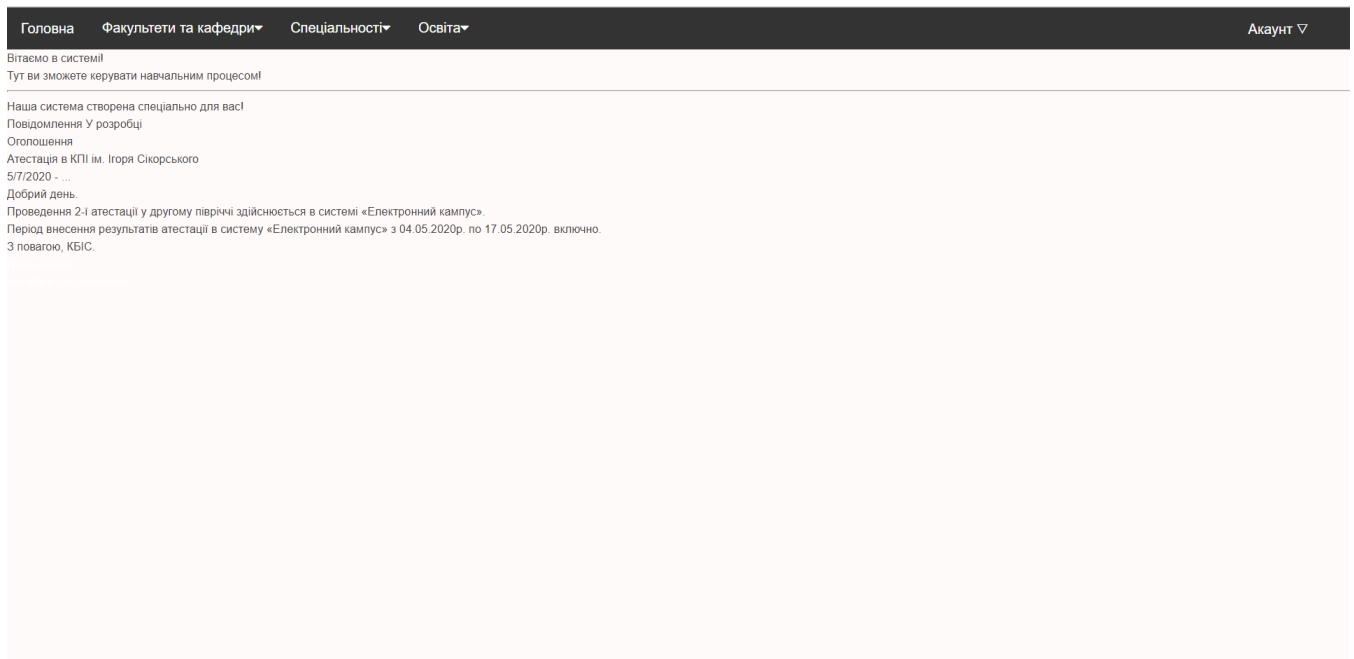 Головна Факультети та кафедри▾ Спеціальності▾ Освіта▾ Акаунт ▽
Вітаємо в системі!
Тут ви зможете керувати навчальним процесом!
Наша система створена спеціально для вас!
Повідомлення У розробці
Оголошення
Атестація в КПІ ім. Ігоря Сікорського
5/7/2020 - ...
Добрий день.
Проведення 2-ї атестації у другому півріччі здійснюється в системі «Електронний кампус».
Період внесення результатів атестації в систему «Електронний кампус» з 04.05.2020р. по 17.05.2020р. включно.
З повагою, КБІС.